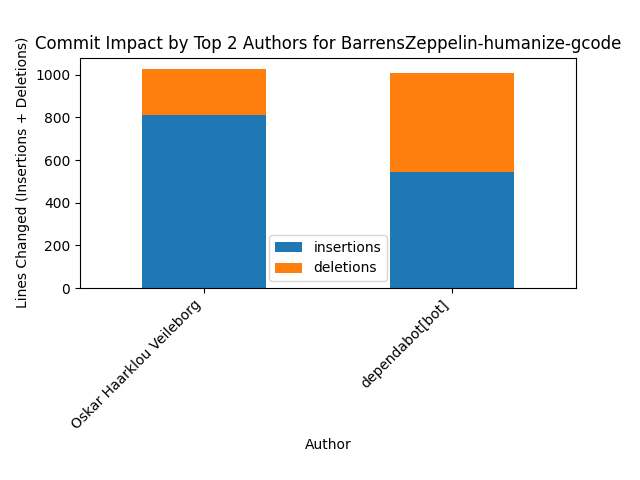 Commit Impact by Top 2 Authors for BarrensZeppelin-humanize-gcode
Lines Changed (Insertions + Deletions)
1000
800
600
400
200
0
insertions
deletions
Oskar Haarklou Veileborg
dependabot[bot]
Author